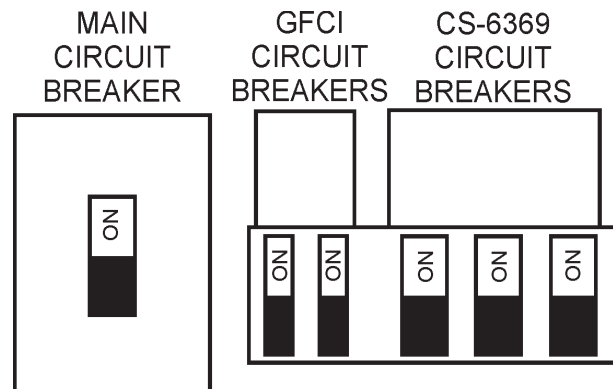 MAIN
CIRCUIT
BREAKER
GFCI
CIRCUIT
BREAKERS
CS-6369
CIRCUIT
BREAKERS
ON
ON
ON
ON
ON
ON